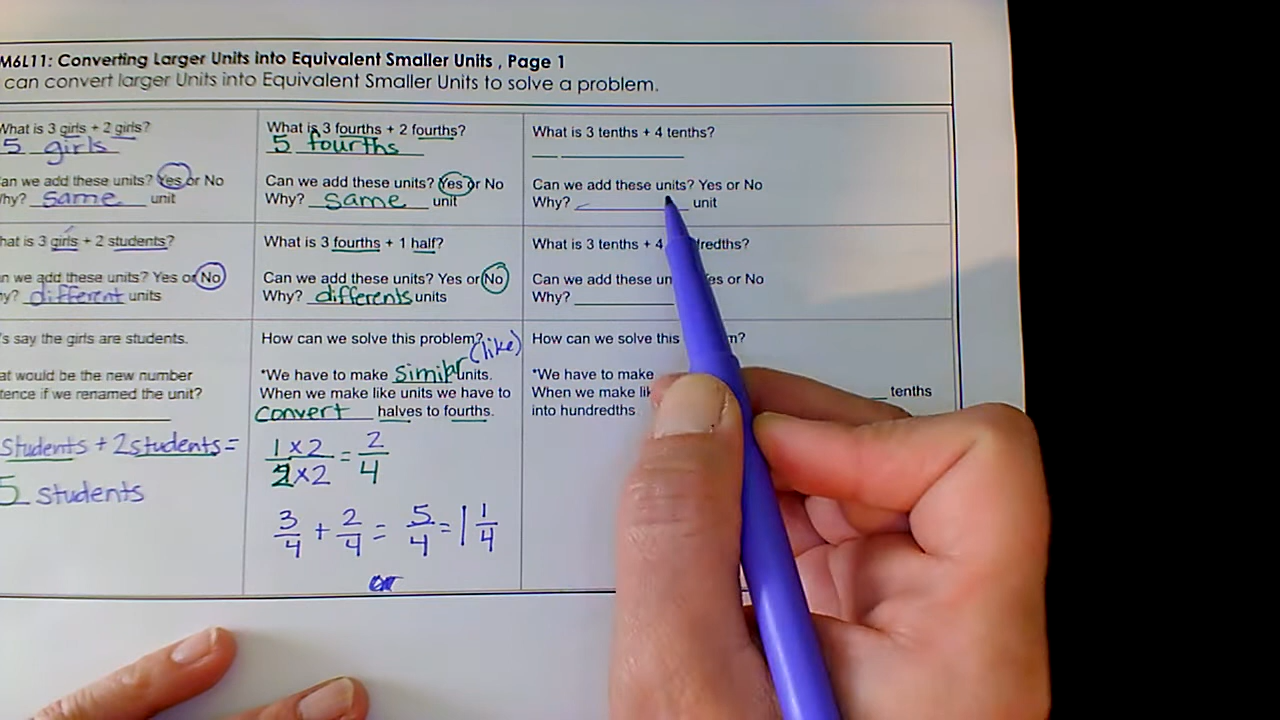 M6L11: Converting Larger Units into Equivalent Smaller Units , Page 1
can convert larger Units into Equivalent Smaller Units to solve a problem.
What is 3 girls + 2 girls?
5 girls
an we add these units? Yes or No
hy? same unit
hat is 3 girls + 2 students?
n we add these units? Yes or No
y? different units
's say the girls are students.
at would be the new number
tence if we renamed the unit?
students + 2 students =
5 students
What is 3 fourths + 2 fourths?
5 fourths
Can we add these units? Yes or No
Why? same unit
What is 3 fourths + 1 half?
Can we add these units? Yes or No
Why? differents units
How can we solve this problem?
(like)
*We have to make similar units.
When we make like units we have to
convert halves to fourths.
1 x 2 / 2 x 2 = 2/4
3/4 + 2/4 = 5/4 = 1 1/4
or
What is 3 tenths + 4 tenths?
Can we add these units? Yes or No
Why? unit
What is 3 tenths + 4 redths?
Can we add these un es or No
Why?
How can we solve this m?
*We have to make
When we make lik tenths
into hundredths